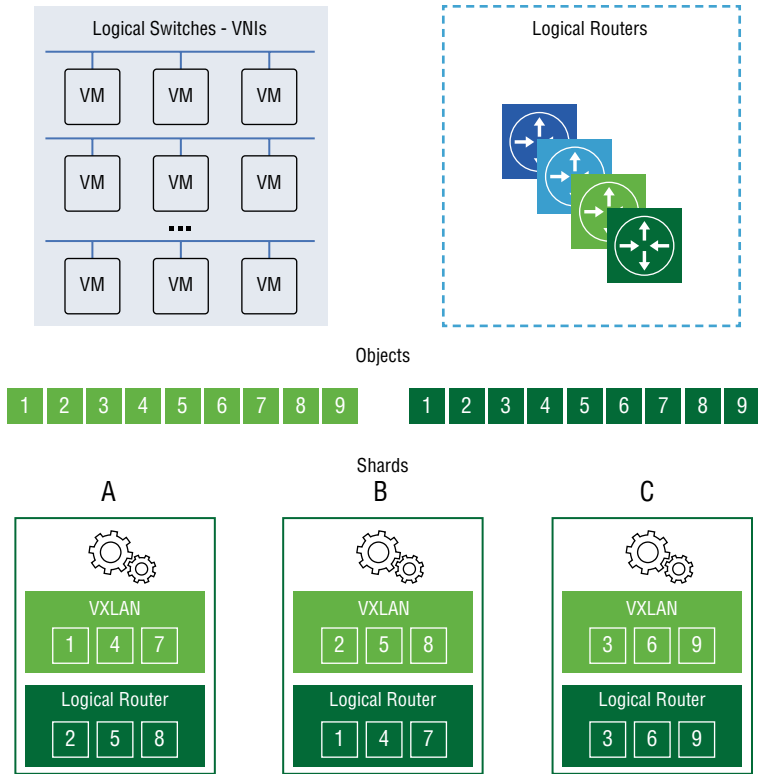 Logical Switches - VNIs
VM VM VM
VM VM VM
...
VM VM VM
Logical Routers
Objects
1 2 3 4 5 6 7 8 9
1 2 3 4 5 6 7 8 9
Shards
A
B
C
VXLAN
1 4 7
Logical Router
2 5 8
VXLAN
2 5 8
Logical Router
1 4 7
VXLAN
3 6 9
Logical Router
3 6 9